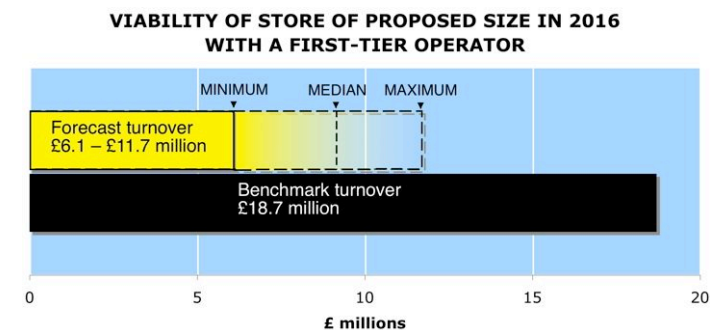 VIABILITY OF STORE OF PROPOSED SIZE IN 2016
WITH A FIRST-TIER OPERATOR
MINIMUM MEDIAN MAXIMUM
Forecast turnover
£6.1 – £11.7 million
Benchmark turnover
£18.7 million
0 5 10 15 20
£ millions